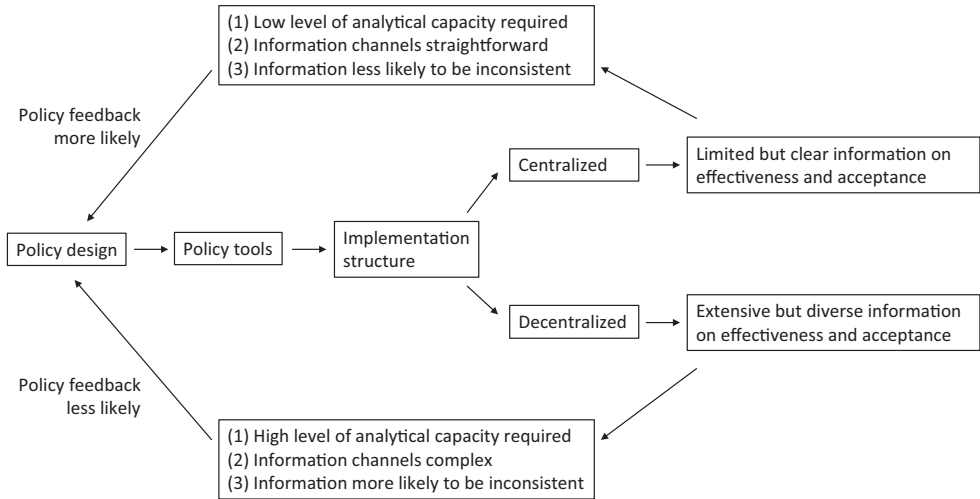 (1) Low level of analytical capacity required
(2) Information channels straightforward
(3) Information less likely to be inconsistent
Policy feedback
more likely
Centralized
Limited but clear information on
effectiveness and acceptance
Policy design
Policy tools
Implementation
structure
Decentralized
Extensive but diverse information
on effectiveness and acceptance
Policy feedback
less likely
(1) High level of analytical capacity required
(2) Information channels complex
(3) Information more likely to be inconsistent